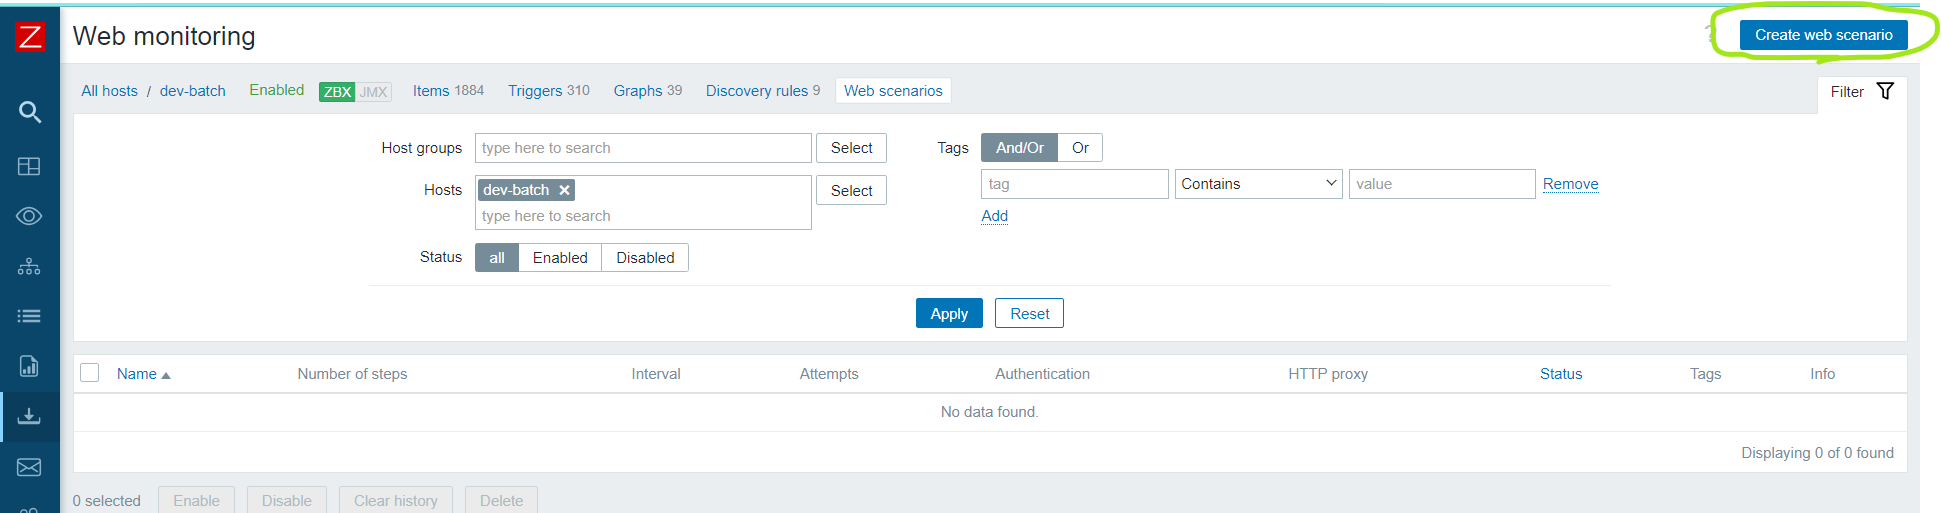 Z
Web monitoring
? Create web scenario
All hosts / dev-batch Enabled ZBX JMX Items 1884 Triggers 310 Graphs 39 Discovery rules 9 Web scenarios
Filter
Host groups type here to search Select Tags And/Or Or
Hosts dev-batch × Select tag Contains value Remove
type here to search Add
Status all Enabled Disabled
Apply Reset
Name Number of steps Interval Attempts Authentication HTTP proxy Status Tags Info
No data found.
Displaying 0 of 0 found
0 selected Enable Disable Clear history Delete